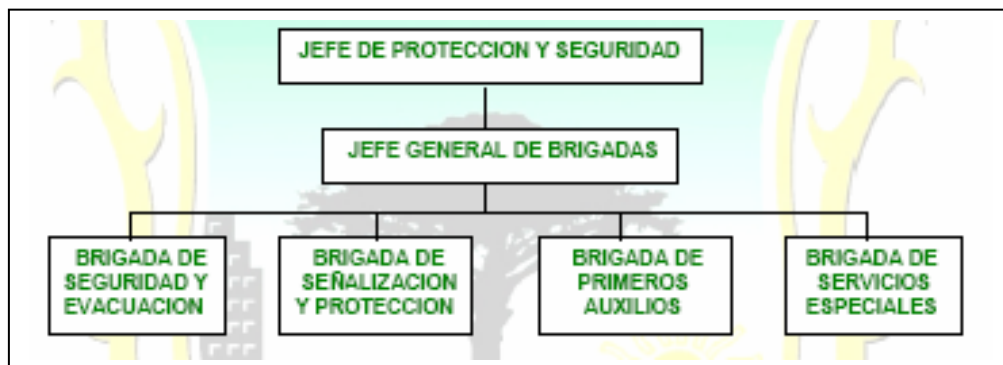 JEFE DE PROTECCION Y SEGURIDAD
JEFE GENERAL DE BRIGADAS
BRIGADA DE
SEGURIDAD Y
EVACUACION
BRIGADA DE
SEÑALIZACION
Y PROTECCION
BRIGADA DE
PRIMEROS
AUXILIOS
BRIGADA DE
SERVICIOS
ESPECIALES